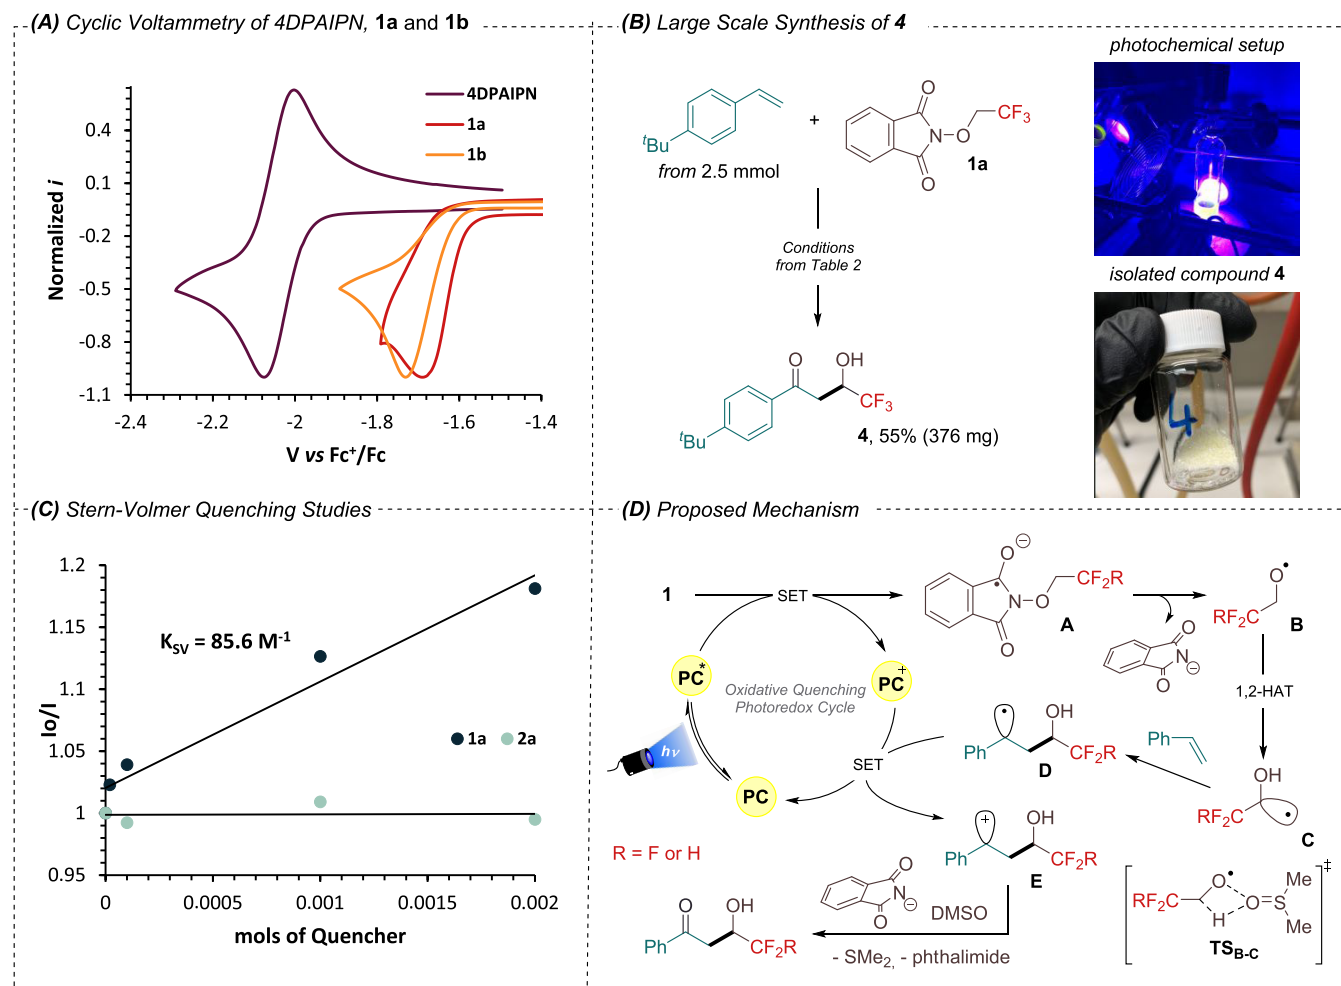 (A) Cyclic Voltammetry of 4DPAIPN, 1a and 1b
4DPAIPN
1a
1b
Normalized i
0.4
0.1
-0.2
-0.5
-0.8
-1.1
-2.4 -2.2 -2 -1.8 -1.6 -1.4
V vs Fc⁺/Fc
(B) Large Scale Synthesis of 4
photochemical setup
ᵗBu
from 2.5 mmol
+
O
N
O
O
CF₃
1a
Conditions
from Table 2
isolated compound 4
4
O OH
CF₃
ᵗBu
4, 55% (376 mg)
(C) Stern-Volmer Quenching Studies
Io/I
1.2
1.15
1.1
1.05
1
0.95
K_SV = 85.6 M⁻¹
1a 2a
0 0.0005 0.001 0.0015 0.002
mols of Quencher
(D) Proposed Mechanism
1
SET
O⊖
N
O
O
CF₂R
A
O•
RF₂C
B
O
N⊖
O
PC*
PC⁺
Oxidative Quenching
Photoredox Cycle
hν
PC
SET
1,2-HAT
OH
Ph
CF₂R
D
Ph
OH
RF₂C
C
+
OH
Ph
CF₂R
E
R = F or H
O
N⊖
O
DMSO
- SMe₂, - phthalimide
O OH
Ph
CF₂R
RF₂C
O•
H
O=S
Me
Me
‡
TS_B-C